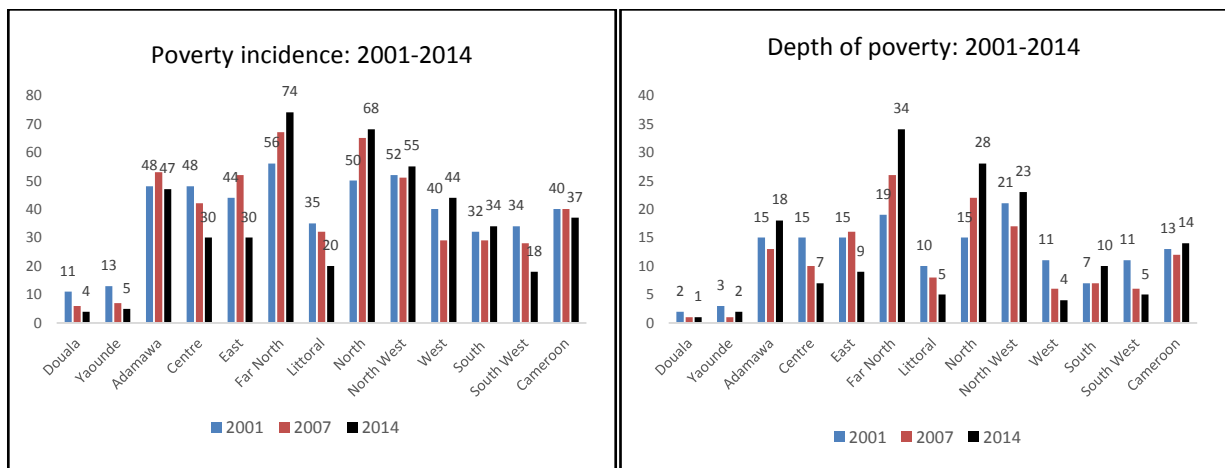 Poverty incidence: 2001-2014
80
70
60
50
40
30
20
10
0
11
4
13
5
48
47
48
30
44
30
56
74
35
20
50
68
52
55
40
44
32
34
34
18
40
37
Douala
Yaounde
Adamawa
Centre
East
Far North
Littoral
North
North West
West
South
South West
Cameroon
2001 2007 2014
Depth of poverty: 2001-2014
40
35
30
25
20
15
10
5
0
2
1
3
2
15
18
15
7
15
9
19
34
10
5
15
28
21
23
11
4
7
10
11
5
13
14
Douala
Yaounde
Adamawa
Centre
East
Far North
Littoral
North
North West
West
South
South West
Cameroon
2001 2007 2014